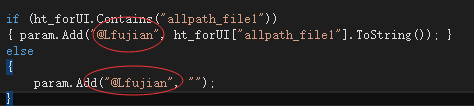 if (ht_forUI.Contains("allpath_file1"))
{ param.Add("@Lfujian", ht_forUI["allpath_file1"].ToString()); }
else
{
param.Add("@Lfujian", "");
}